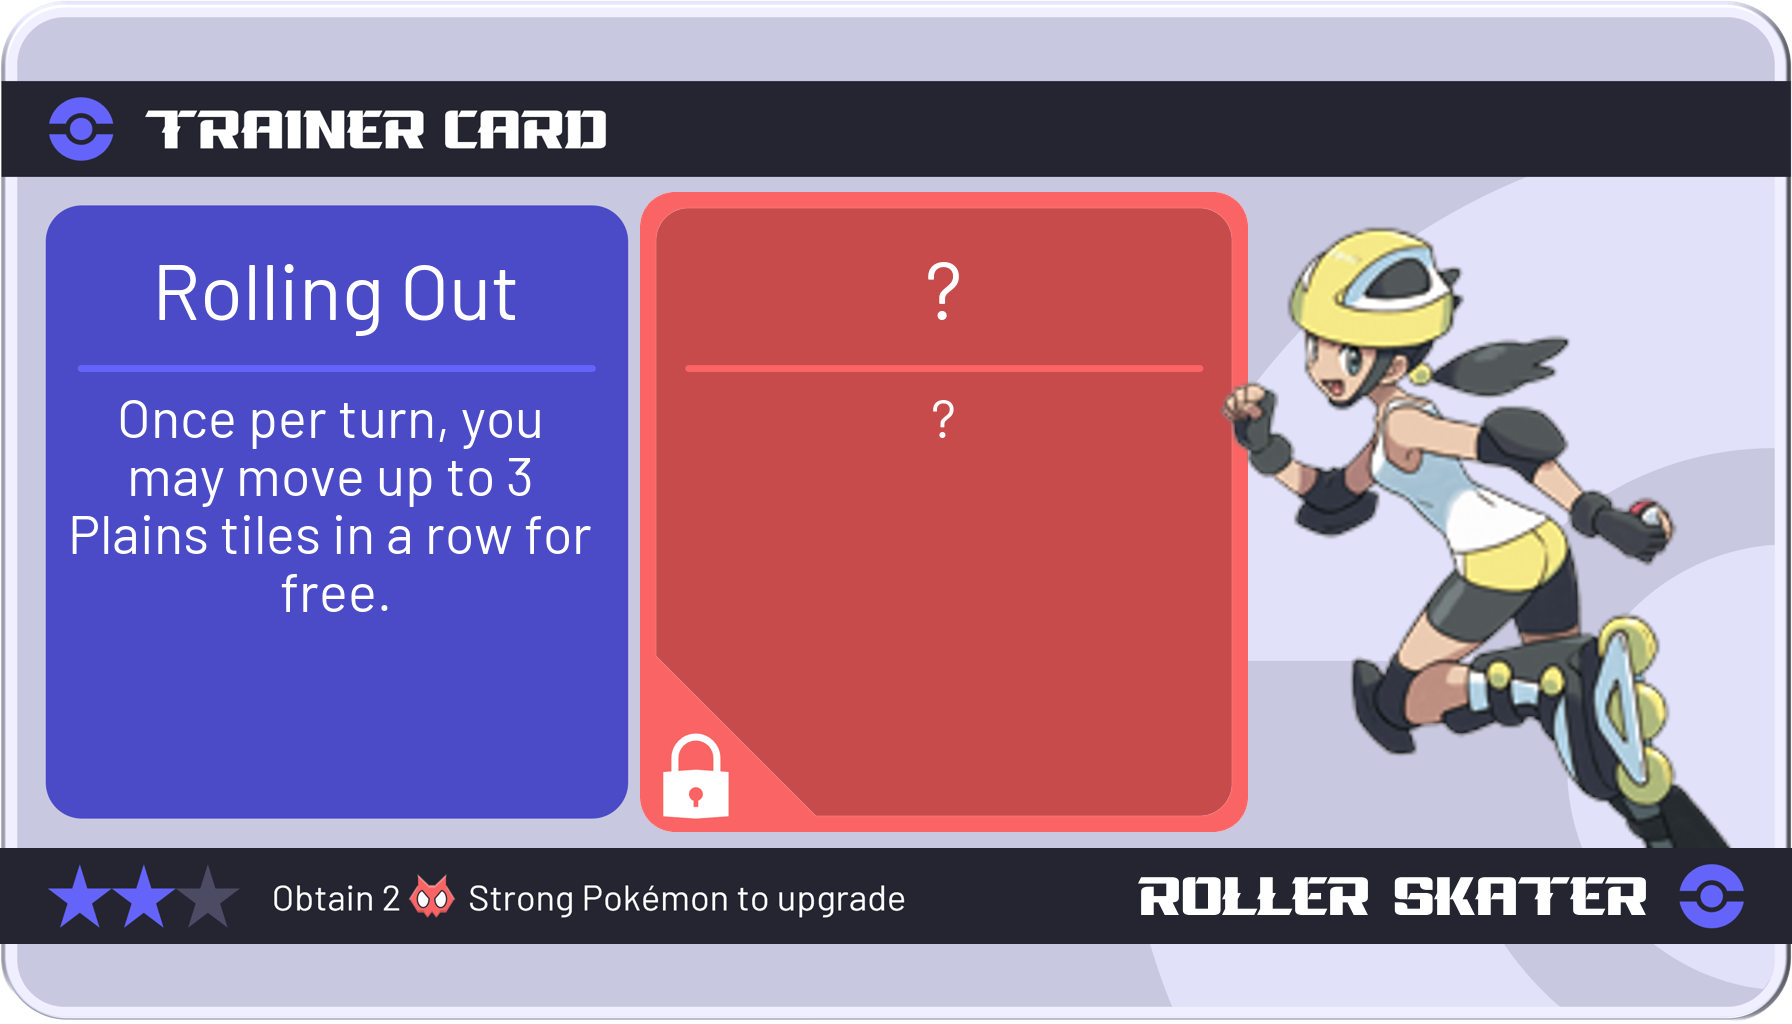 TRAINER CARD
Rolling Out
Once per turn, you
may move up to 3
Plains tiles in a row for
free.
?
?
Obtain 2 Strong Pokémon to upgrade
ROLLER SKATER